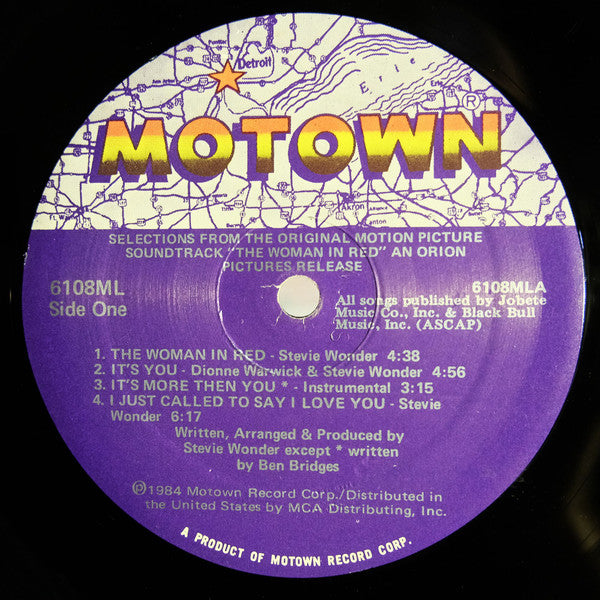 Detroit
Erie
MOTOWN®
Akron
Canton
SELECTIONS FROM THE ORIGINAL MOTION PICTURE
SOUNDTRACK "THE WOMAN IN RED" AN ORION
PICTURES RELEASE
6108ML
Side One
6108MLA
All songs published by Jobete
Music Co., Inc. & Black Bull
Music, Inc. (ASCAP)
1. THE WOMAN IN RED - Stevie Wonder 4:38
2. IT'S YOU - Dionne Warwick & Stevie Wonder 4:56
3. IT'S MORE THEN YOU * - Instrumental 3:15
4. I JUST CALLED TO SAY I LOVE YOU - Stevie
Wonder 6:17
Written, Arranged & Produced by
Stevie Wonder except * written
by Ben Bridges
℗1984 Motown Record Corp./Distributed in
the United States by MCA Distributing, Inc.
A PRODUCT OF MOTOWN RECORD CORP.